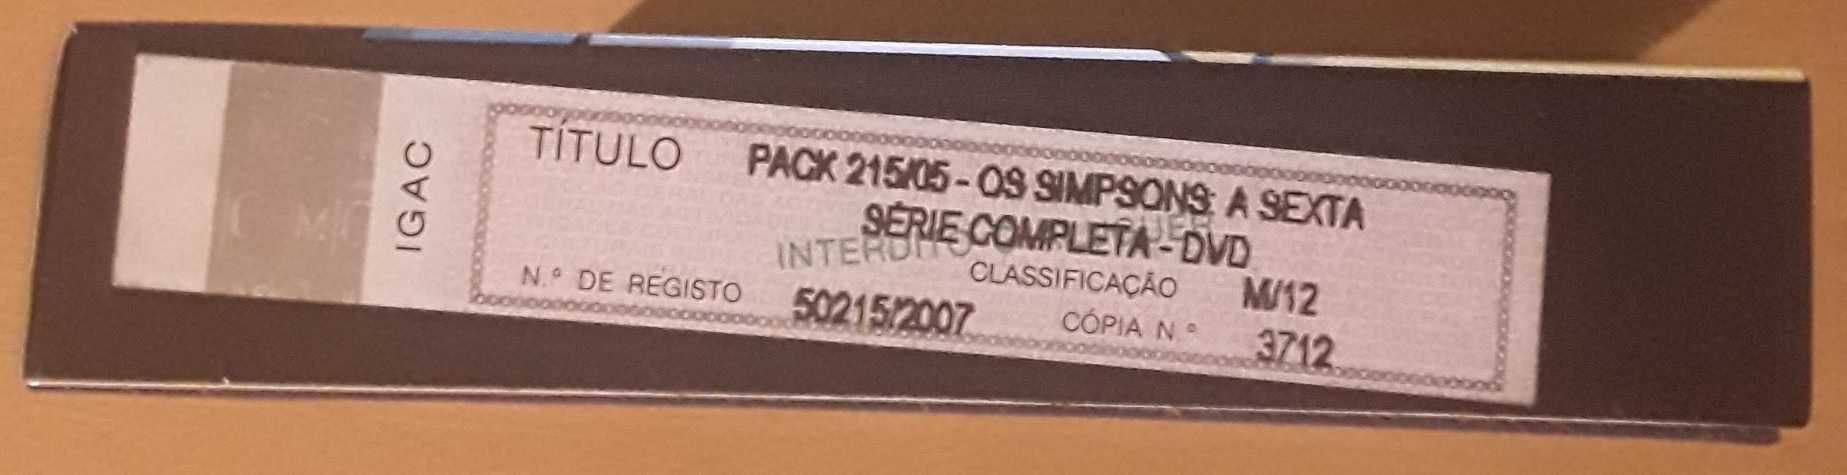 IGAC
TÍTULO PACK 215/05 - OS SIMPSONS: A SEXTA
SÉRIE COMPLETA - DVD
INTERDITO
CLASSIFICAÇÃO M/12
N.º DE REGISTO 50215/2007 CÓPIA N º 3712